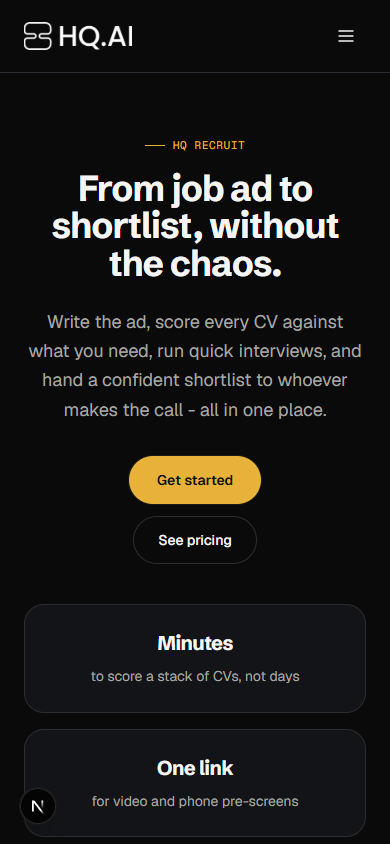 HQ.AI
HQ RECRUIT
From job ad to
shortlist, without
the chaos.
Write the ad, score every CV against
what you need, run quick interviews, and
hand a confident shortlist to whoever
makes the call - all in one place.
Get started
See pricing
Minutes
to score a stack of CVs, not days
One link
for video and phone pre-screens
N